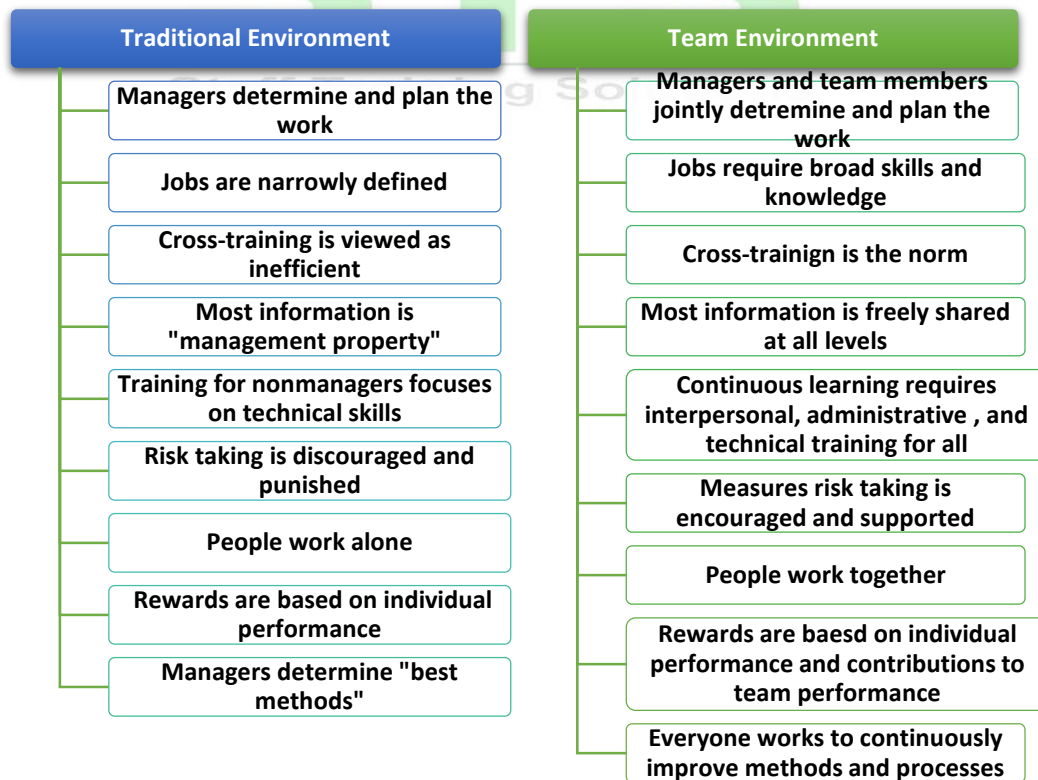 Traditional Environment
Managers determine and plan the
work
Jobs are narrowly defined
Cross-training is viewed as
inefficient
Most information is
"management property"
Training for nonmanagers focuses
on technical skills
Risk taking is discouraged and
punished
People work alone
Rewards are based on individual
performance
Managers determine "best
methods"
Team Environment
Managers and team members
jointly detremine and plan the
work
Jobs require broad skills and
knowledge
Cross-trainign is the norm
Most information is freely shared
at all levels
Continuous learning requires
interpersonal, administrative , and
technical training for all
Measures risk taking is
encouraged and supported
People work together
Rewards are baesd on individual
performance and contributions to
team performance
Everyone works to continuously
improve methods and processes